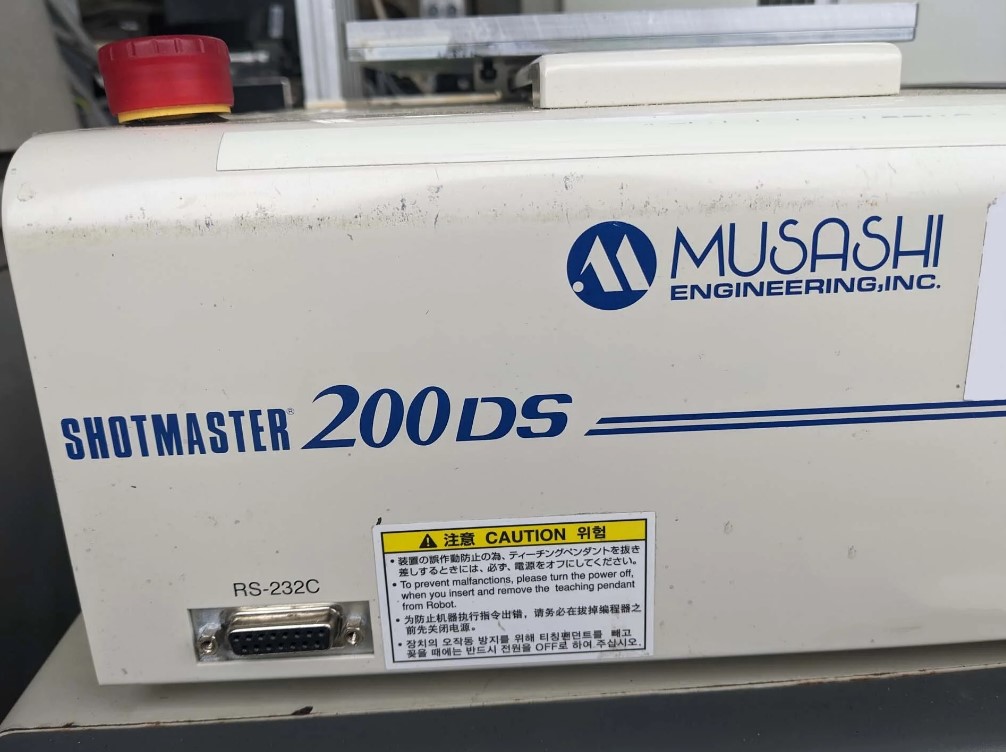 MUSASHI
ENGINEERING,INC.
SHOTMASTER® 200DS
RS-232C
注意 CAUTION 위험
• 装置の誤作動防止の為、ティーチングペンダントを抜き
差しするときには、必ず、電源をオフにしてください。
• To prevent malfanctions, please turn the power off,
when you insert and remove the teaching pendant
from Robot.
• 为防止机器执行指令出错，请务必在拔掉编程器之
前先关闭电源。
• 장치의 오작동 방지를 위해 티칭펜던트를 빼고
꽂을 때에는 반드시 전원을 OFF로 하여 주십시오.